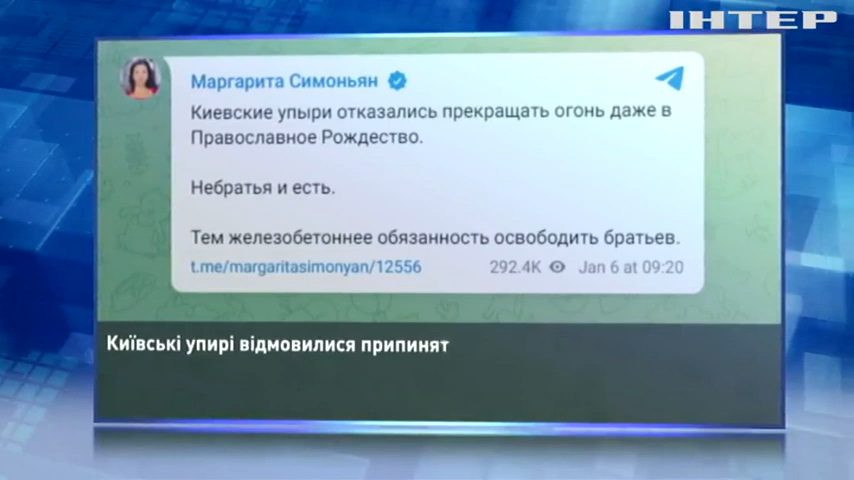 ІНТЕР
Маргарита Симоньян
Киевские упыри отказались прекращать огонь даже в
Православное Рождество.
Небратья и есть.
Тем железобетоннее обязанность освободить братьев.
t.me/margaritasimonyan/12556 292.4K Jan 6 at 09:20
Київські упирі відмовилися припинят